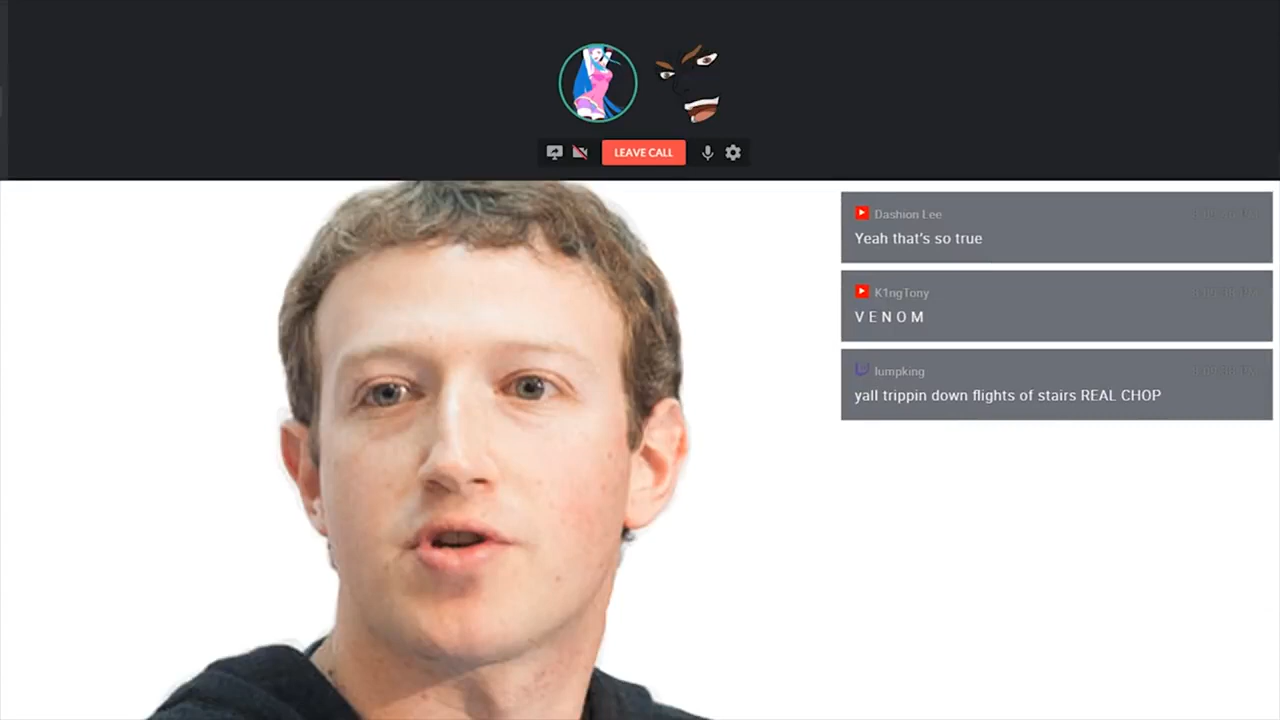 LEAVE CALL
Dashion Lee
Yeah that's so true
K1ngTony
V E N O M
lumpking
yall trippin down flights of stairs REAL CHOP